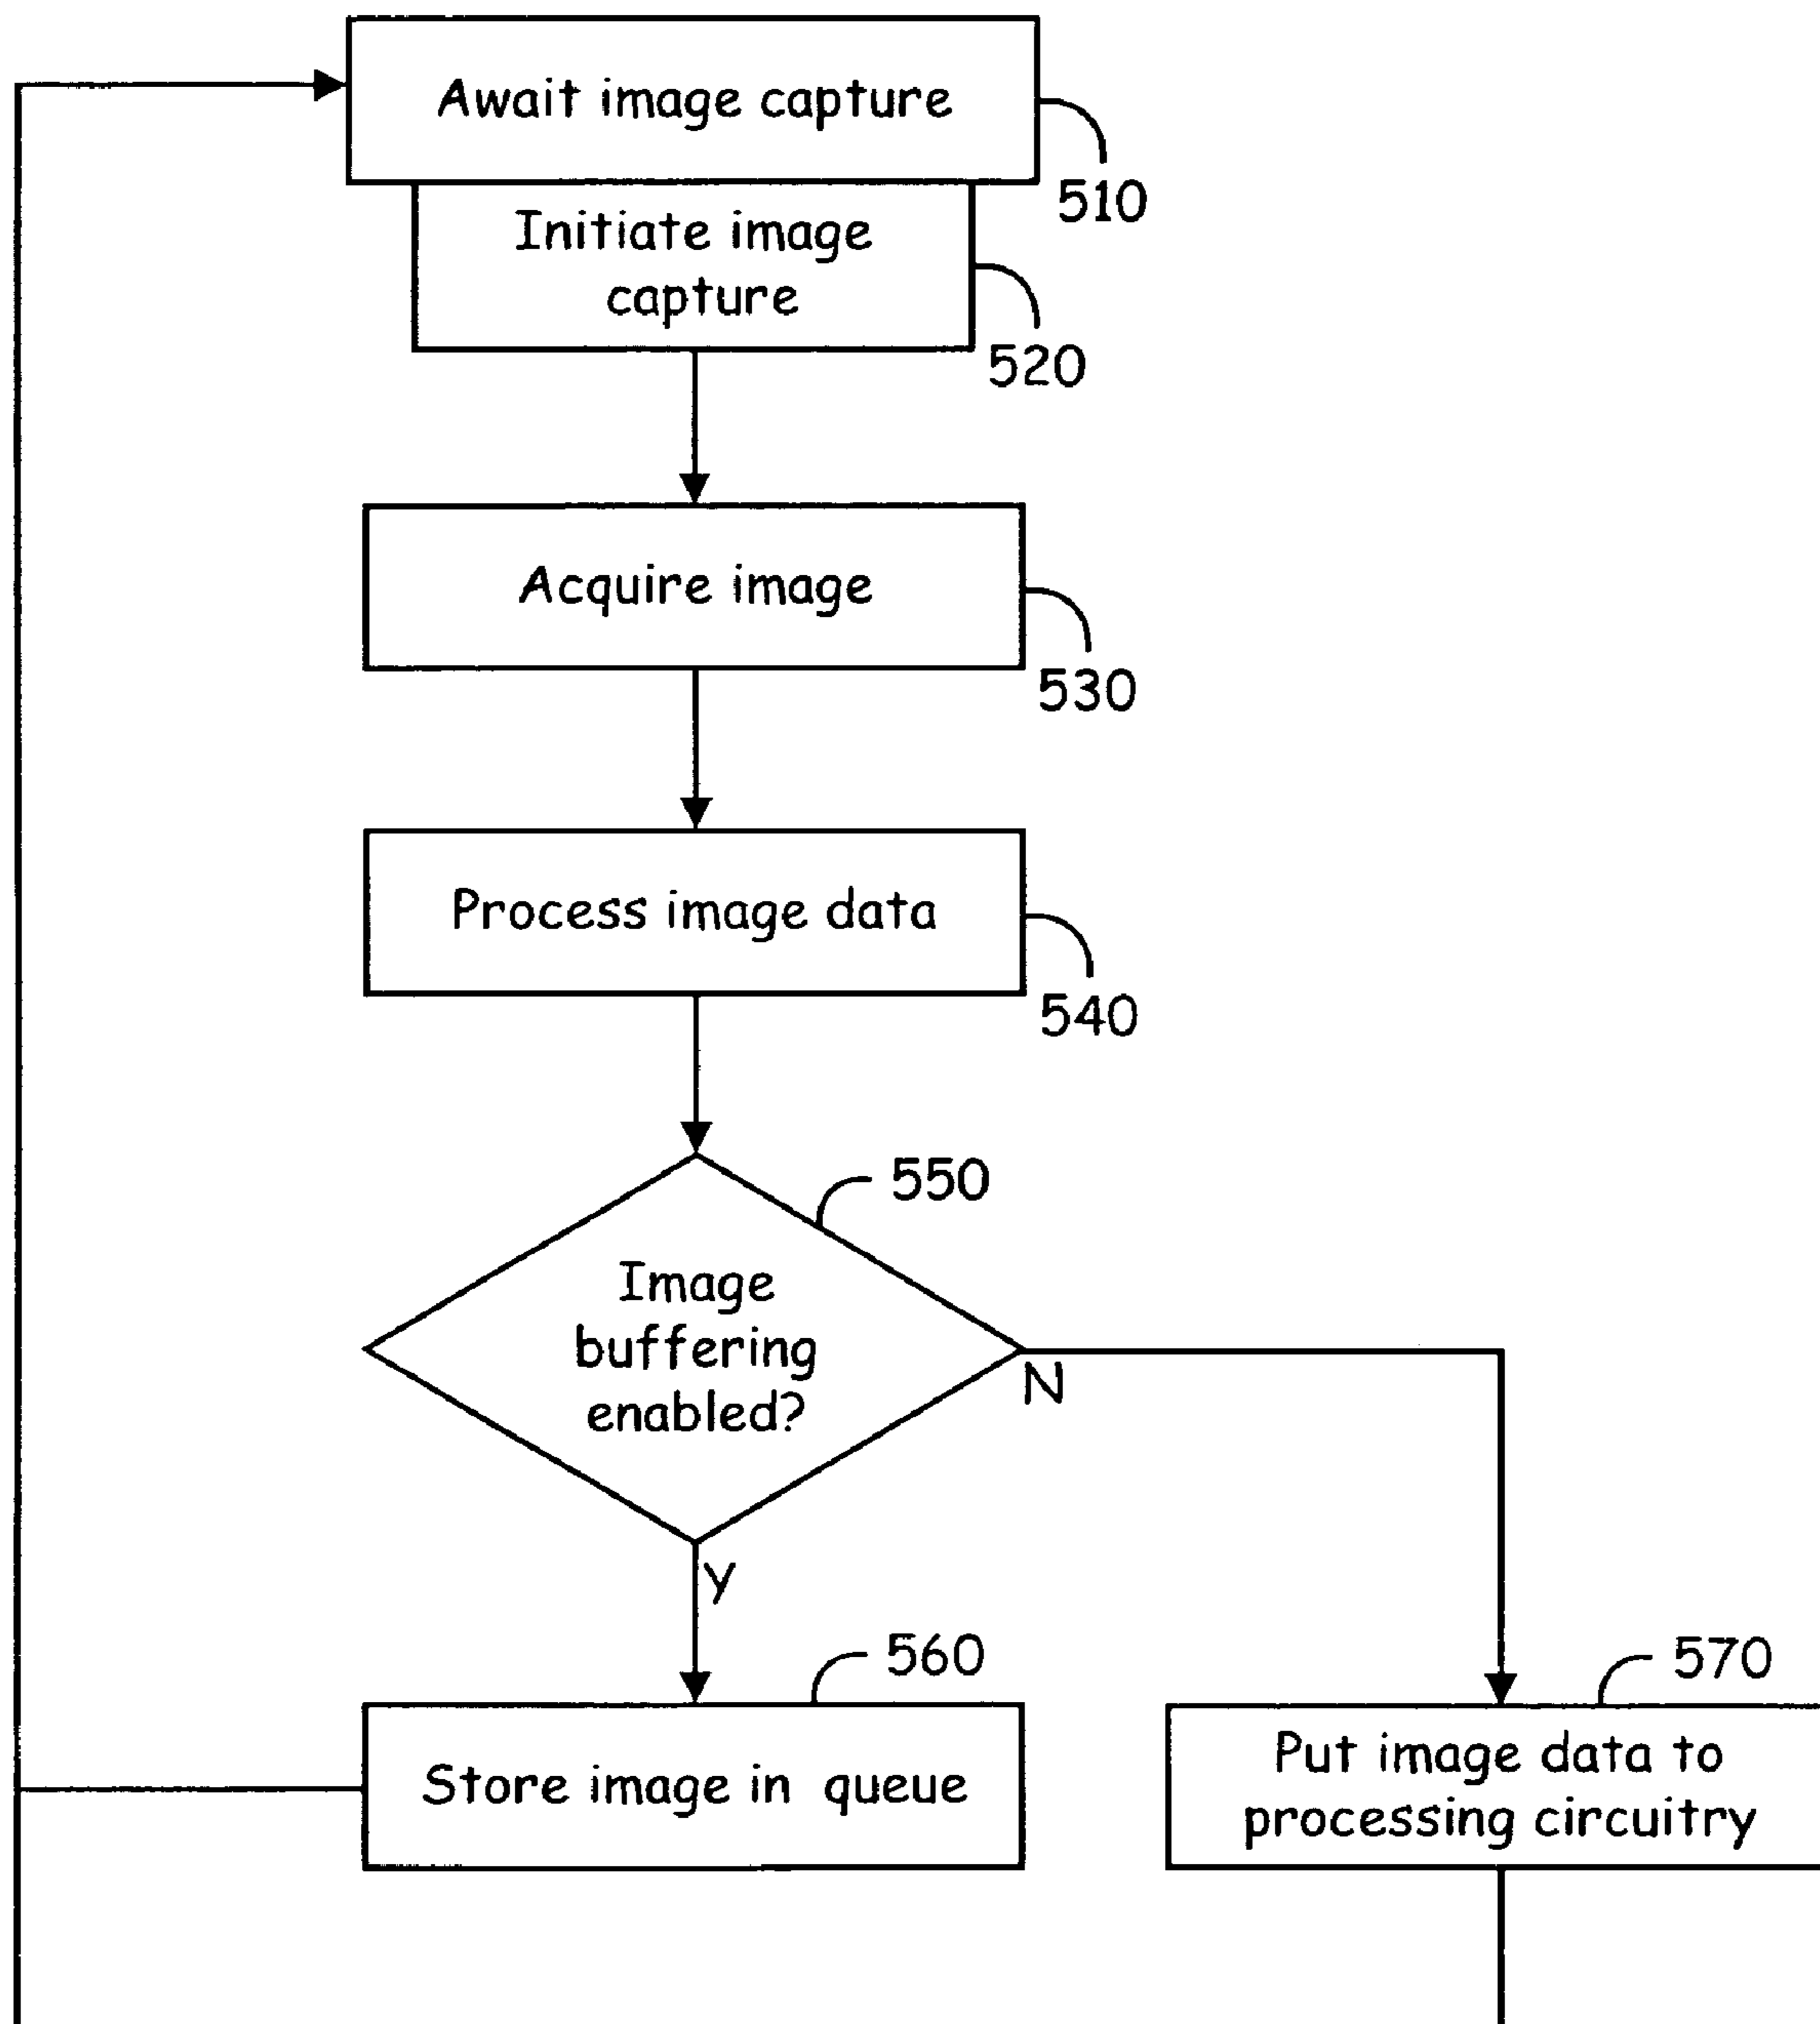 Await image capture
510
Initiate image
capture
520
Acquire image
530
Process image data
540
550
Image
buffering
enabled?
N
Y
560
Store image in queue
570
Put image data to
processing circuitry